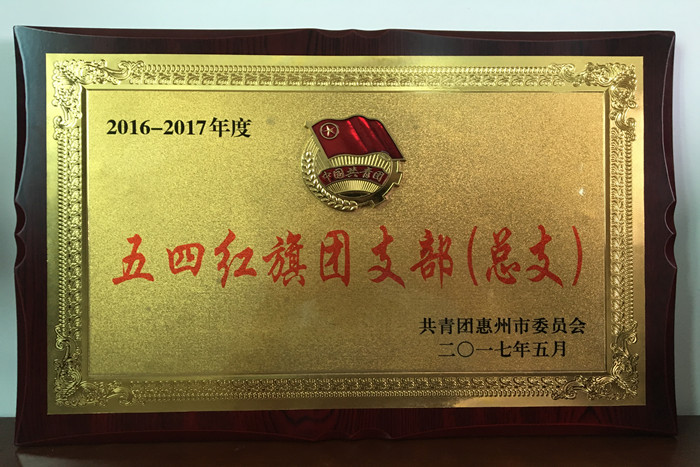 2016-2017年度
中国共青团
五四红旗团支部(总支)
共青团惠州市委员会
二〇一七年五月